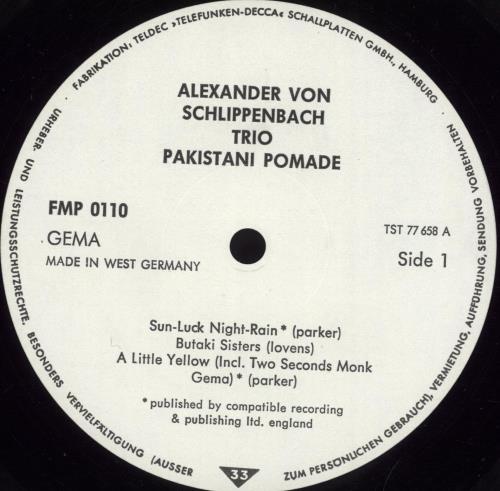 · FABRIKATION: TELDEC »TELEFUNKEN-DECCA« SCHALLPLATTEN GMBH, HAMBURG ·
URHEBER- UND LEISTUNGSSCHUTZRECHTE. BESONDERS VERVIELFÄLTIGUNG (AUSSER ZUM PERSÖNLICHEN GEBRAUCH), VERMIETUNG, AUFFÜHRUNG, SENDUNG VORBEHALTEN
ALEXANDER VON
SCHLIPPENBACH
TRIO
PAKISTANI POMADE
FMP 0110
GEMA
MADE IN WEST GERMANY
TST 77 658 A
Side 1
Sun-Luck Night-Rain * (parker)
Butaki Sisters (lovens)
A Little Yellow (Incl. Two Seconds Monk
Gema) * (parker)
* published by compatible recording
& publishing ltd. england
33